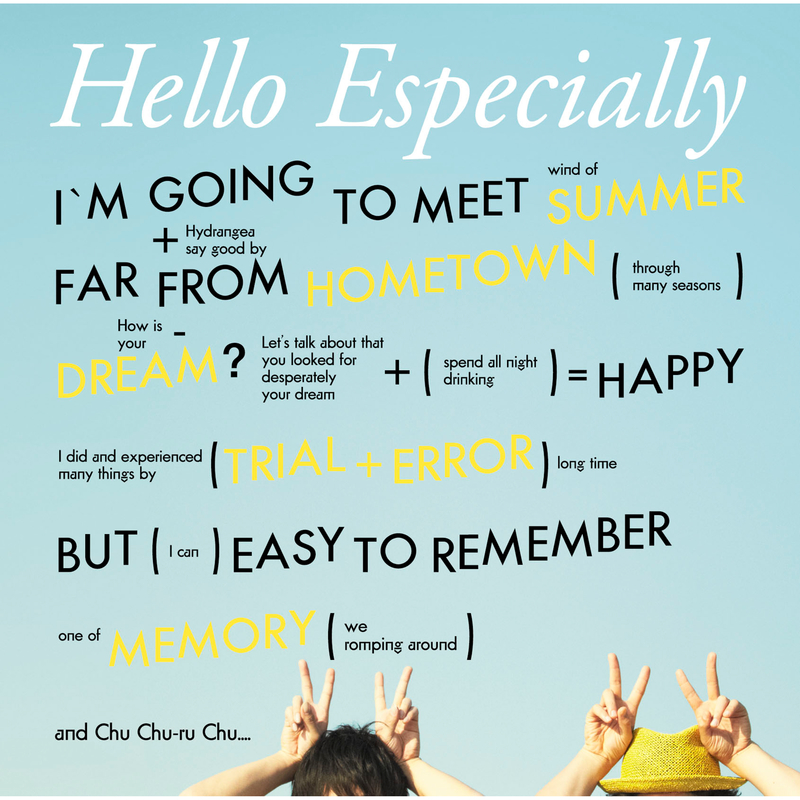 Hello Especially
I`M GOING TO MEET wind of SUMMER
+ Hydrangea
say good by
FAR FROM HOMETOWN ( through
many seasons )
How is
your –
DREAM? Let's talk about that
you looked for
desperately
your dream
+ ( spend all night
drinking ) = HAPPY
I did and experienced
many things by ( TRIAL + ERROR ) long time
BUT ( I can ) EASY TO REMEMBER
one of MEMORY ( we
romping around )
and Chu Chu-ru Chu....